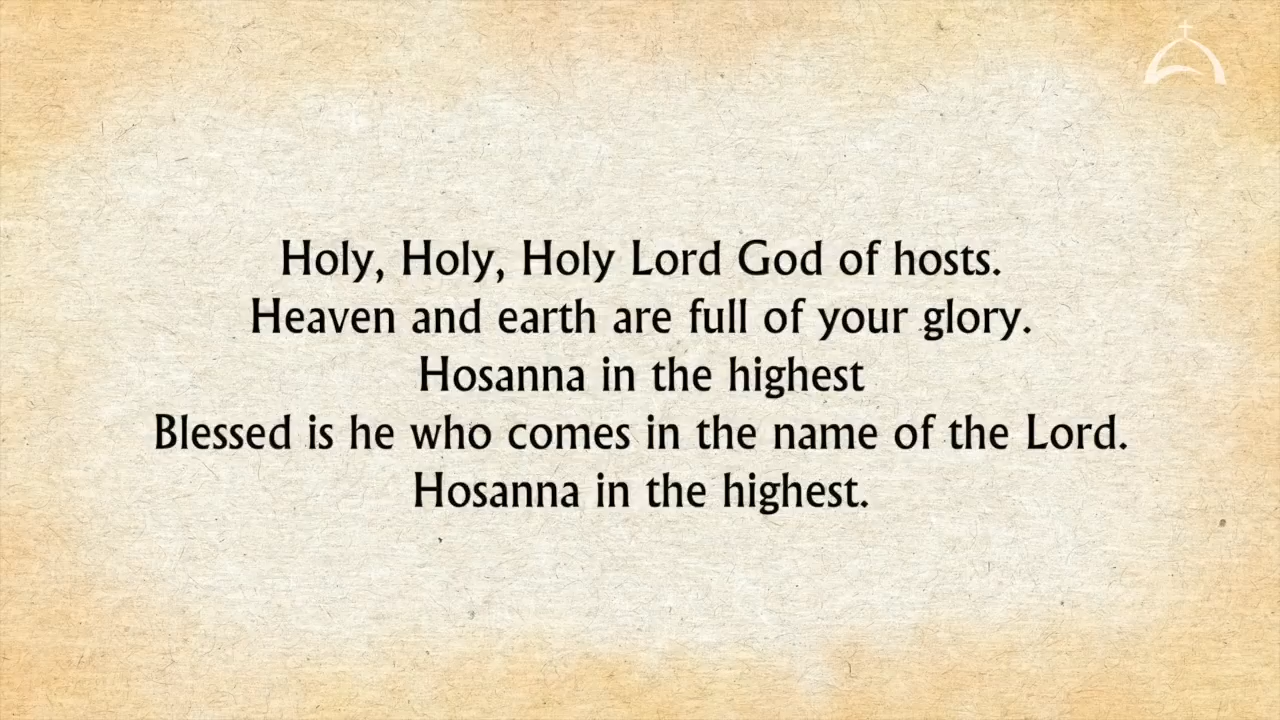 Holy, Holy, Holy Lord God of hosts.
Heaven and earth are full of your glory.
Hosanna in the highest
Blessed is he who comes in the name of the Lord.
Hosanna in the highest.